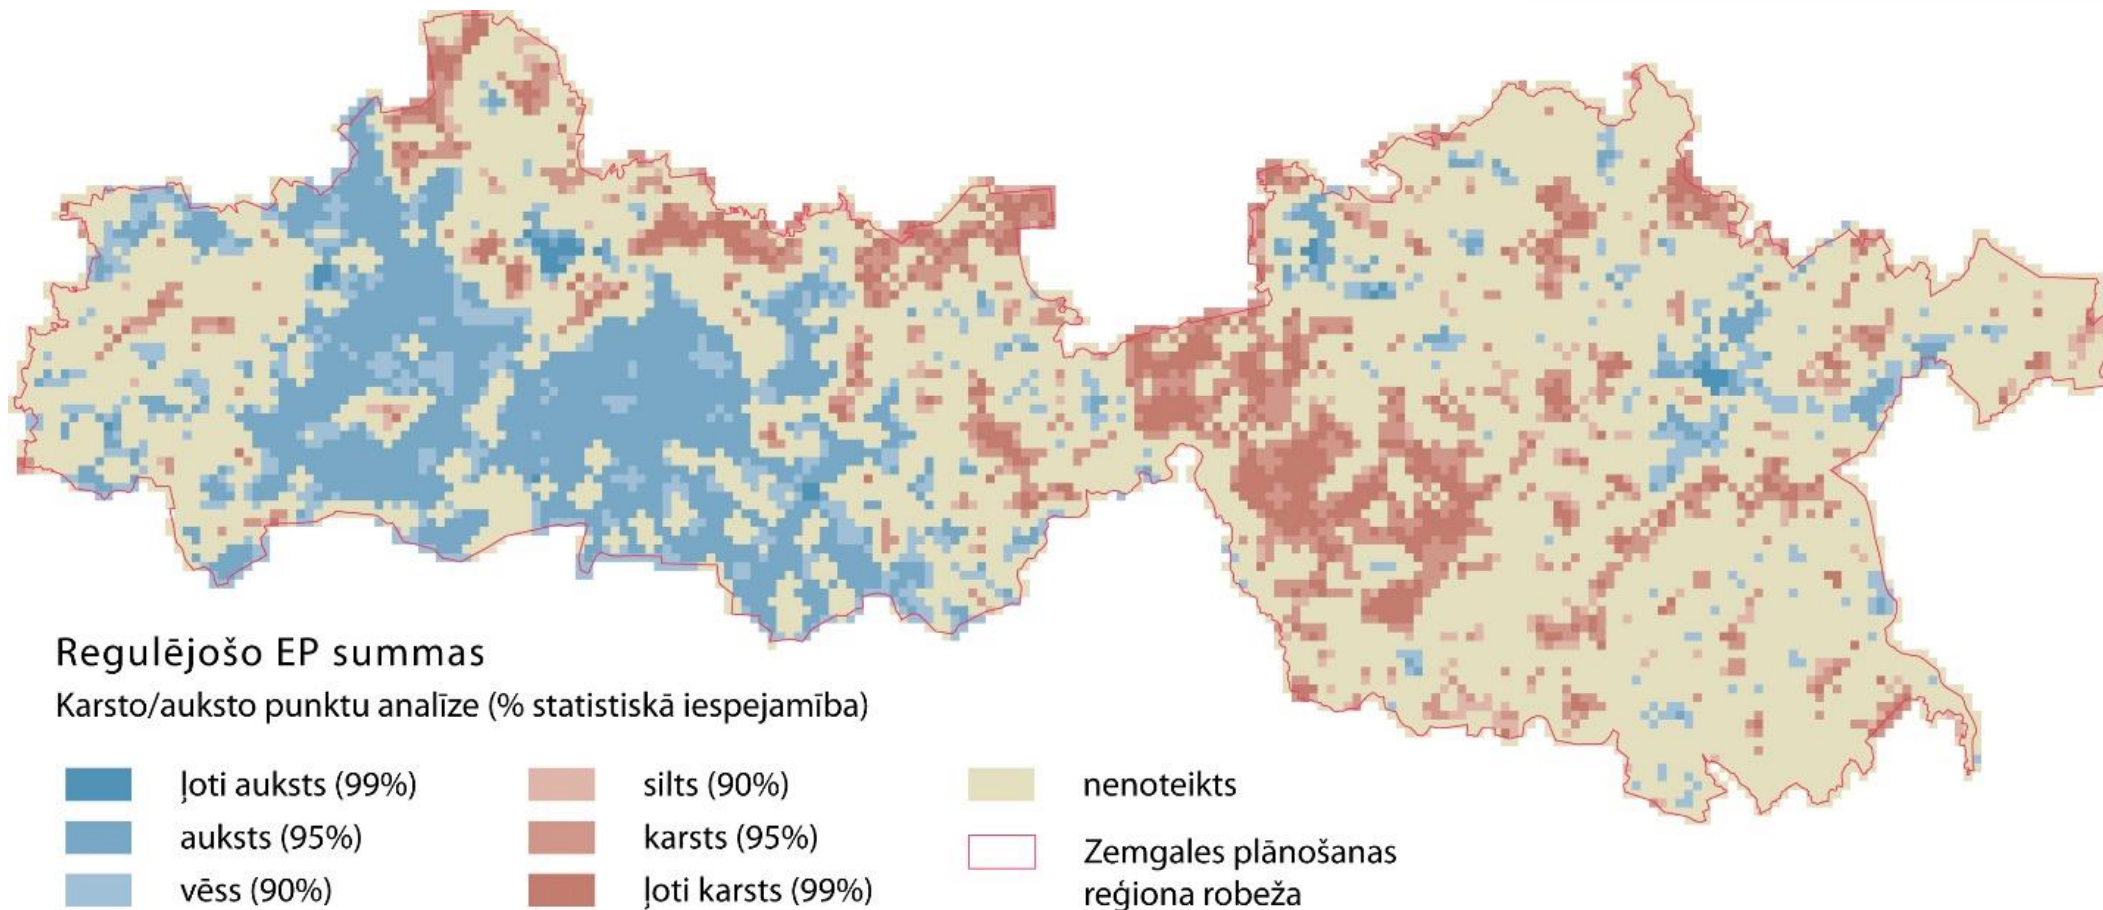 Regulējošo EP summas
Karsto/auksto punktu analīze (% statistiskā iespejamība)
ļoti auksts (99%)
auksts (95%)
vēss (90%)
silts (90%)
karsts (95%)
ļoti karsts (99%)
nenoteikts
Zemgales plānošanas
reģiona robeža